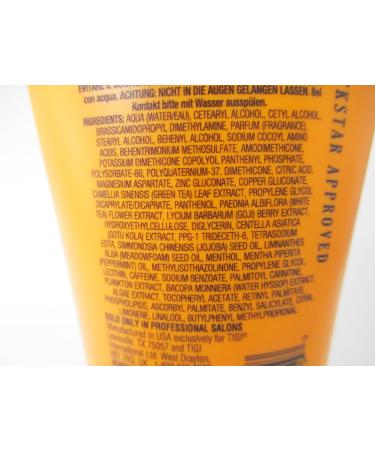 EVITARE IL
con acqua. ACHTUNG: NICHT IN DIE AUGEN GELANGEN LASSEN. Bei
Kontakt bitte mit Wasser ausspülen.
INGREDIENTS: AQUA (WATER/EAU), CETEARYL ALCOHOL, CETYL ALCOHOL,
BRASSICAMIDOPROPYL DIMETHYLAMINE, PARFUM (FRAGRANCE),
STEARYL ALCOHOL, BEHENYL ALCOHOL, SODIUM COCOYL AMINO
ACIDS, BEHENTRIMONIUM METHOSULFATE, AMODIMETHICONE,
POTASSIUM DIMETHICONE COPOLYOL PANTHENYL PHOSPHATE,
POLYSORBATE-60, POLYQUATERNIUM-37, DIMETHICONE, CITRIC ACID,
MAGNESIUM ASPARTATE, ZINC GLUCONATE, COPPER GLUCONATE,
CAMELLIA SINENSIS (GREEN TEA) LEAF EXTRACT, PROPYLENE GLYCOL
DICAPRYLATE/DICAPRATE, PANTHENOL, PAEONIA ALBIFLORA (WHITE
TEA) FLOWER EXTRACT, LYCIUM BARBARUM (GOJI) BERRY EXTRACT,
HYDROXYETHYLCELLULOSE, DIGLYCERIN, CENTELLA ASIATICA
(GOTU KOLA) EXTRACT, PPG-1 TRIDECETH-6, TETRASODIUM
EDTA, SIMMONDSIA CHINENSIS (JOJOBA) SEED OIL, LIMNANTHES
ALBA (MEADOWFOAM) SEED OIL, MENTHOL, MENTHA PIPERITA
(PEPPERMINT) OIL, METHYLISOTHIAZOLINONE, PROPYLENE GLYCOL,
LECITHIN, CAFFEINE, SODIUM BENZOATE, PALMITOYL CARNITINE,
PLANKTON EXTRACT, BACOPA MONNIERA (WATER HYSSOP) EXTRACT,
ALGAE EXTRACT, TOCOPHERYL ACETATE, RETINYL PALMITATE,
PHOSPHOLIPIDS, ASCORBYL PALMITATE, BENZYL SALICYLATE, CITRAL,
LIMONENE, LINALOOL, BUTYLPHENYL METHYLPROPIONAL.
SOLD ONLY IN PROFESSIONAL SALONS
Manufactured in USA exclusively for TIGI®
Lewisville, TX 75057 and TIGI
International Ltd. West Drayton,
APPROVED